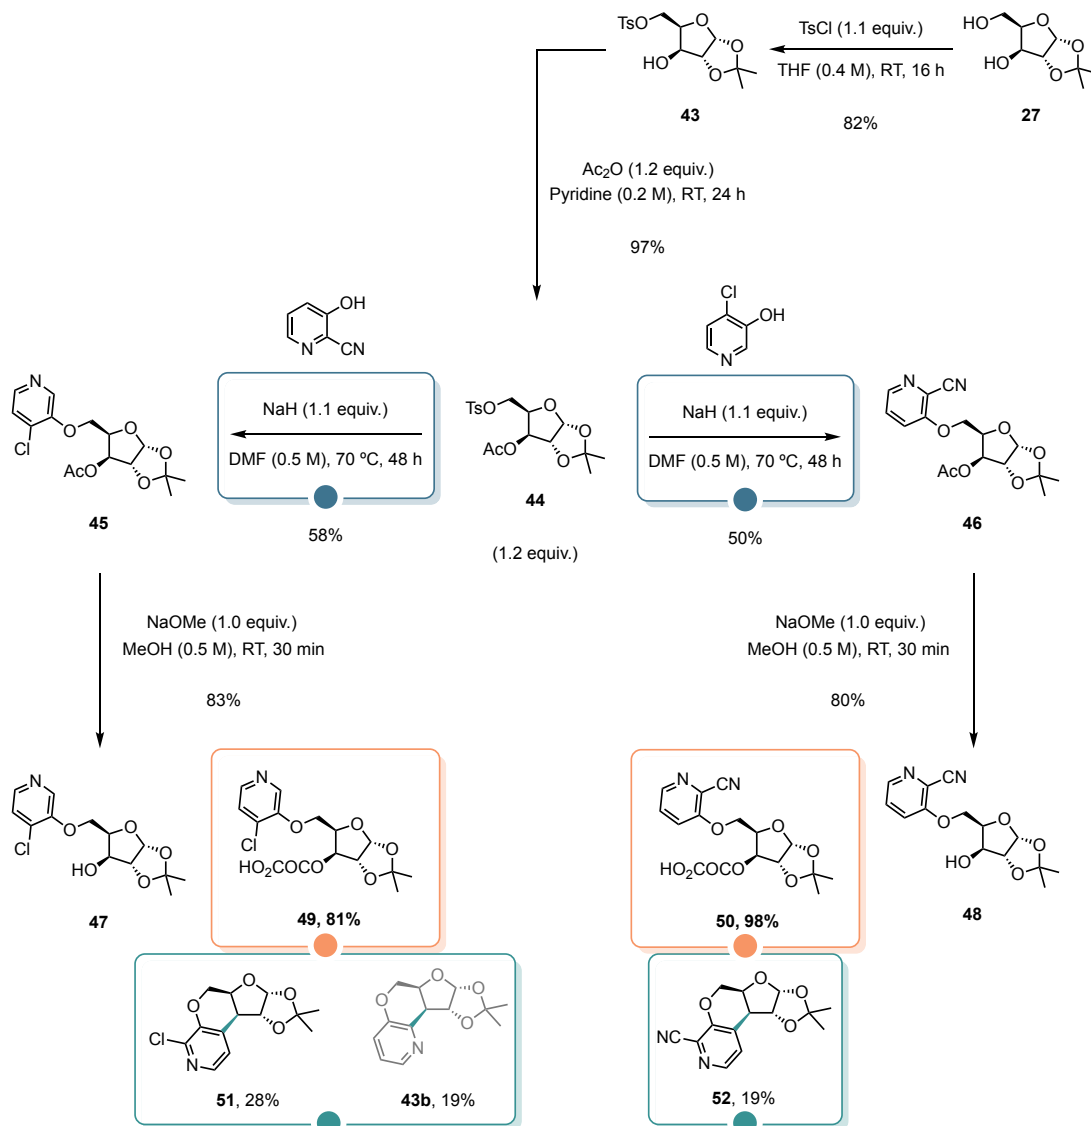 TsO
O
O
HO
O
43
TsCl (1.1 equiv.)
THF (0.4 M), RT, 16 h
82%
HO
O
O
HO
O
27
Ac2O (1.2 equiv.)
Pyridine (0.2 M), RT, 24 h
97%
OH
N
CN
Cl
OH
N
N
O
O
O
Cl
AcO
O
45
NaH (1.1 equiv.)
DMF (0.5 M), 70 ºC, 48 h
58%
TsO
O
O
AcO
O
44
(1.2 equiv.)
NaH (1.1 equiv.)
DMF (0.5 M), 70 ºC, 48 h
50%
N
CN
O
O
O
AcO
O
46
NaOMe (1.0 equiv.)
MeOH (0.5 M), RT, 30 min
83%
NaOMe (1.0 equiv.)
MeOH (0.5 M), RT, 30 min
80%
N
O
O
O
Cl
HO
O
47
N
O
O
O
Cl
HO2COCO
O
49, 81%
N
CN
O
O
O
HO2COCO
O
50, 98%
N
CN
O
O
O
HO
O
48
O
O
O
O
Cl
N
51, 28%
O
O
O
O
N
43b, 19%
O
O
O
O
NC
N
52, 19%